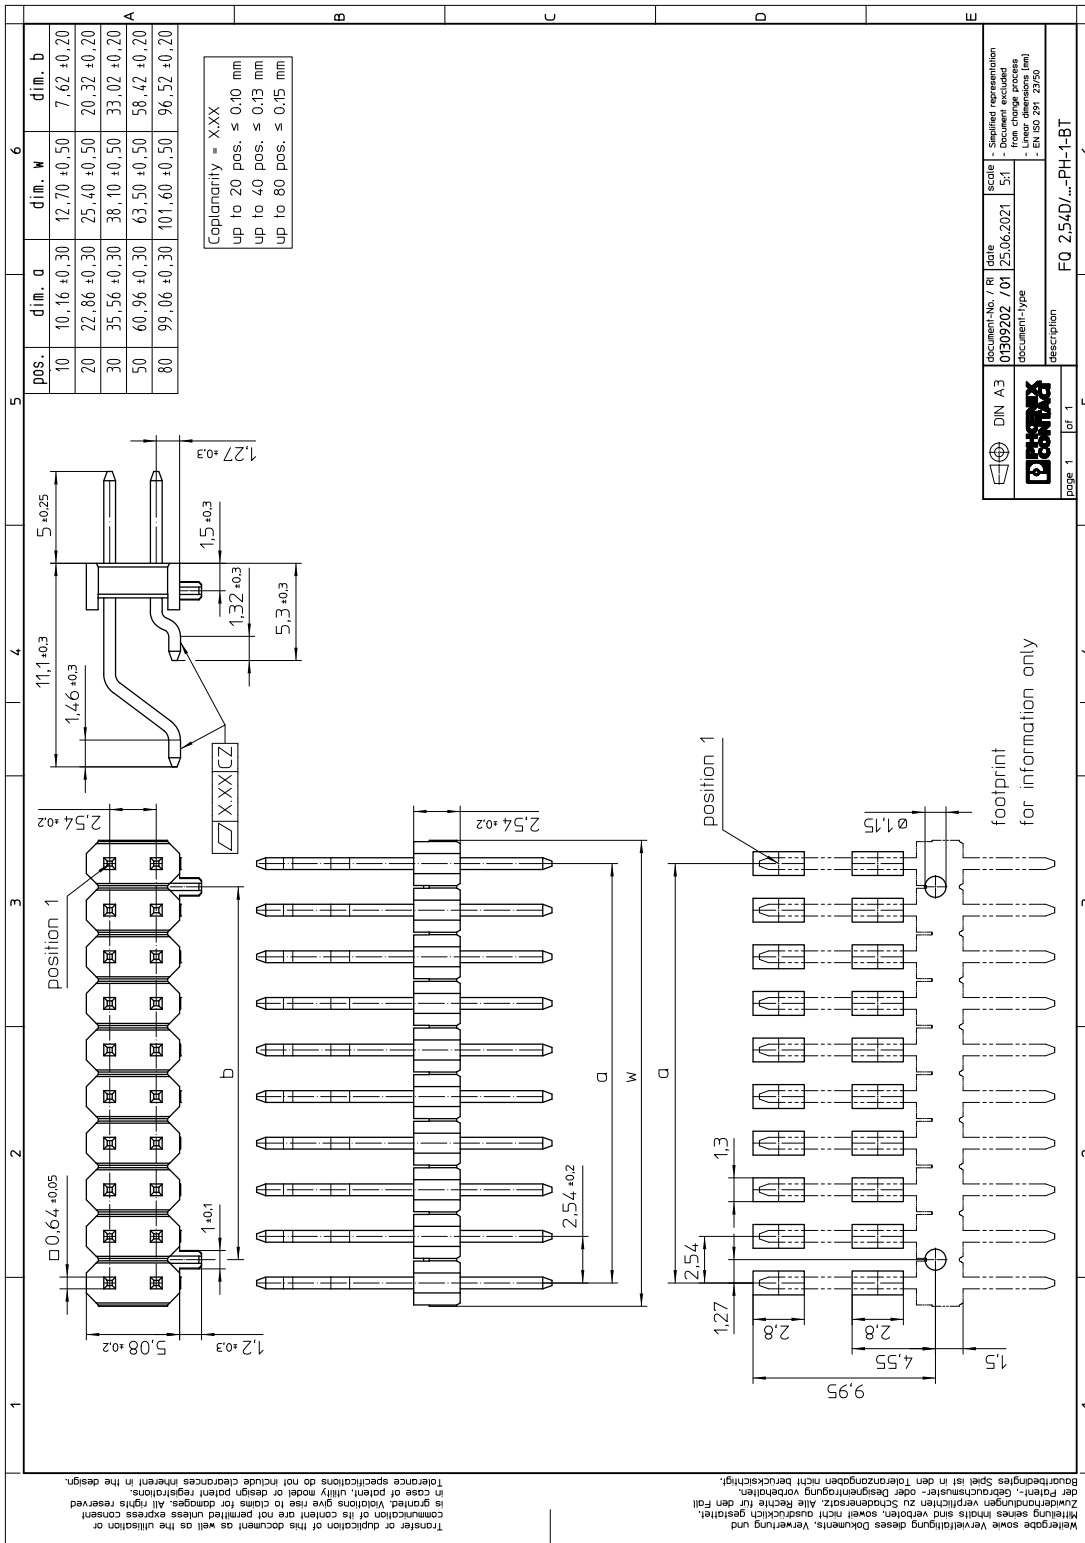 pos. dim. a dim. w dim. b
10 10,16 ±0,30 12,70 ±0,50 7,62 ±0,20
20 22,86 ±0,30 25,40 ±0,50 20,32 ±0,20
30 35,56 ±0,30 38,10 ±0,50 33,02 ±0,20
50 60,96 ±0,30 63,50 ±0,50 58,42 ±0,20
80 99,06 ±0,30 101,60 ±0,50 96,52 ±0,20
Coplanarity = X.XX
up to 20 pos. ≤ 0.10 mm
up to 40 pos. ≤ 0.13 mm
up to 80 pos. ≤ 0.15 mm
position 1
□0,64 ±0,05
2,54 ±0,2
b
1 ±0,1
5,08 ±0,2
1,2 ±0,3
11,1 ±0,3
5 ±0,25
1,46 ±0,3
1,27 ±0,3
1,5 ±0,3
1,32 ±0,3
5,3 ±0,3
⏥ X.XX CZ
2,54 ±0,2
a
w
2,54 ±0,2
position 1
a
1,3
2,54
1,27
2,8
2,8
4,55
9,95
1,5
ø1,15
footprint
for information only
DIN A3
PHOENIX
CONTACT
page 1 of 1
document-No. / RI
01309202 / 01
date
25.06.2021
scale
5:1
- Simplified representation
- Document excluded
from change process
- Linear dimensions [mm]
- EN ISO 291 23/50
document-type
description
FQ 2,54D/...-PH-1-BT
Weitergabe sowie Vervielfältigung dieses Dokuments, Verwertung und
Mitteilung seines Inhalts sind verboten, soweit nicht ausdrücklich gestattet.
Zuwiderhandlungen verpflichten zu Schadenersatz. Alle Rechte für den Fall
der Patent-, Gebrauchsmuster- oder Designeintragung vorbehalten.
Bauartbedingtes Spiel ist in den Toleranzangaben nicht berücksichtigt.
Transfer or duplication of this document as well as the utilisation or
communication of its content are not permitted unless express consent
is granted. Violations give rise to claims for damages. All rights reserved
in case of patent, utility model or design patent registrations.
Tolerance specifications do not include clearances inherent in the design.
1 2 3 4 5 6
A B C D E